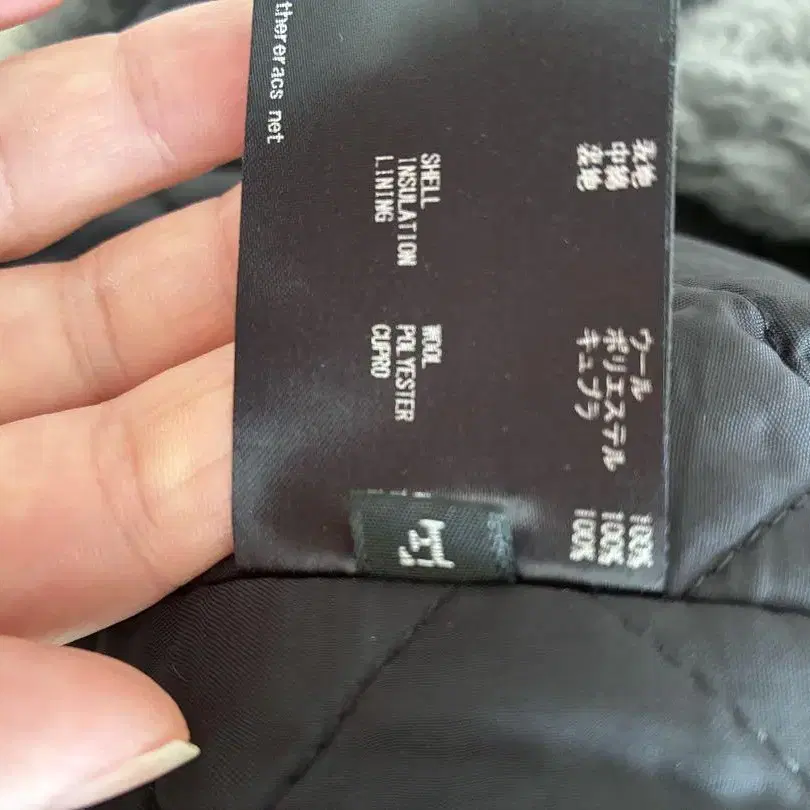 表地 ウール 100%
中綿 ポリエステル 100%
裏地 キュプラ 100%
SHELL WOOL
INSULATION POLYESTER
LINING CUPRO
thereracs net